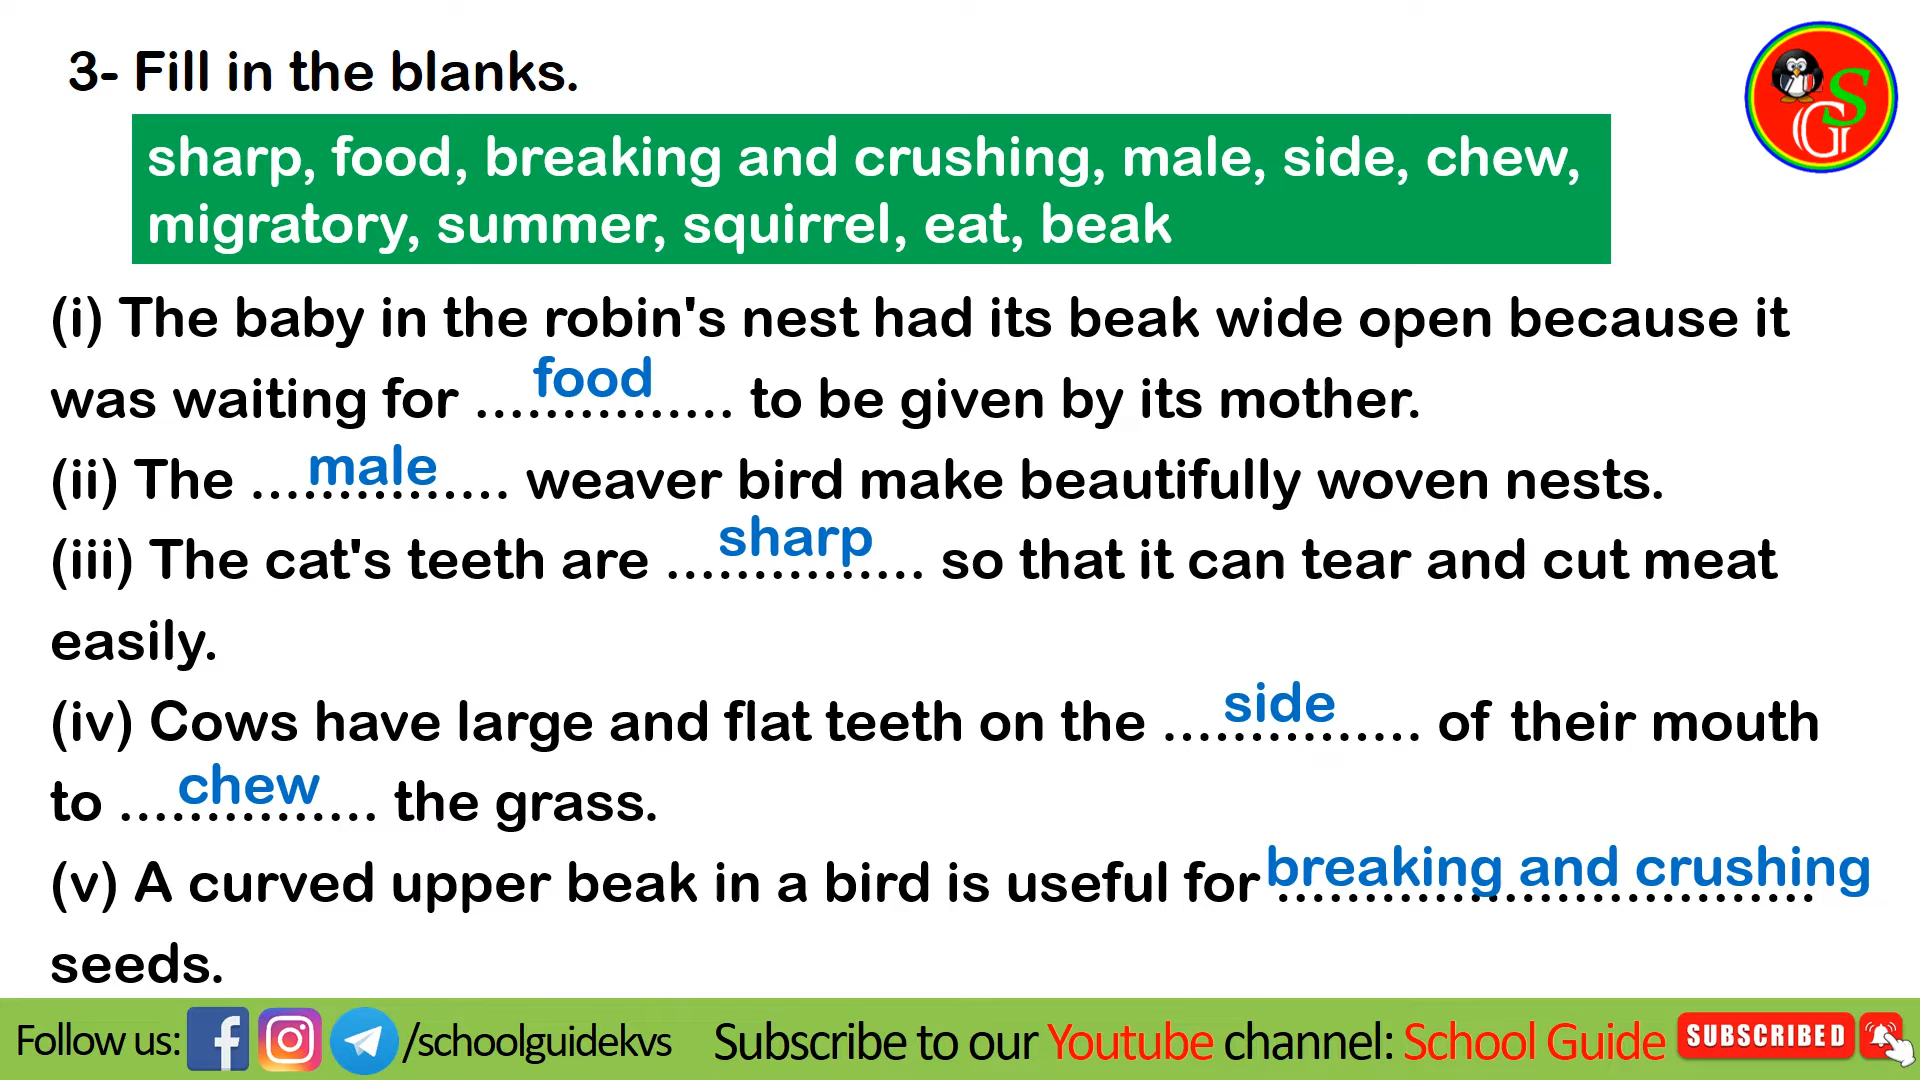 3- Fill in the blanks.
SG
sharp, food, breaking and crushing, male, side, chew,
migratory, summer, squirrel, eat, beak
(i) The baby in the robin's nest had its beak wide open because it
was waiting for ...............food to be given by its mother.
(ii) The ...............male weaver bird make beautifully woven nests.
(iii) The cat's teeth are ...............sharp so that it can tear and cut meat
easily.
(iv) Cows have large and flat teeth on the ...............side of their mouth
to ...............chew the grass.
(v) A curved upper beak in a bird is useful for ...............................breaking and crushing
seeds.
Follow us: /schoolguidekvs Subscribe to our Youtube channel: School Guide SUBSCRIBED